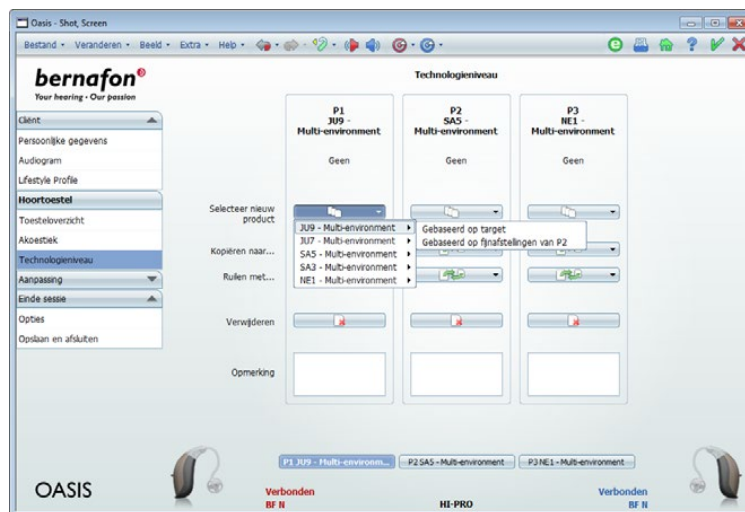 Oasis - Shot, Screen
Bestand Veranderen Beeld Extra Help
bernafon
Your hearing • Our passion
Technologieniveau
Cliënt
Persoonlijke gegevens
Audiogram
Lifestyle Profile
Hoortoestel
Toesteloverzicht
Akoestiek
Technologieniveau
Aanpassing
Einde sessie
Opties
Opslaan en afsluiten
P1
JU9 -
Multi-environment
P2
SA5 -
Multi-environment
P3
NE1 -
Multi-environment
Geen Geen Geen
Selecteer nieuw
product
JU9 - Multi-environment
JU7 - Multi-environment
SA5 - Multi-environment
SA3 - Multi-environment
NE1 - Multi-environment
Gebaseerd op target
Gebaseerd op fijnafstellingen van P2
Kopiëren naar...
Ruilen met...
Verwijderen
Opmerking
P1 JU9 - Multi-environm...
P2 SA5 - Multi-environment
P3 NE1 - Multi-environment
OASIS
Verbonden
BF N
HI-PRO
Verbonden
BF N